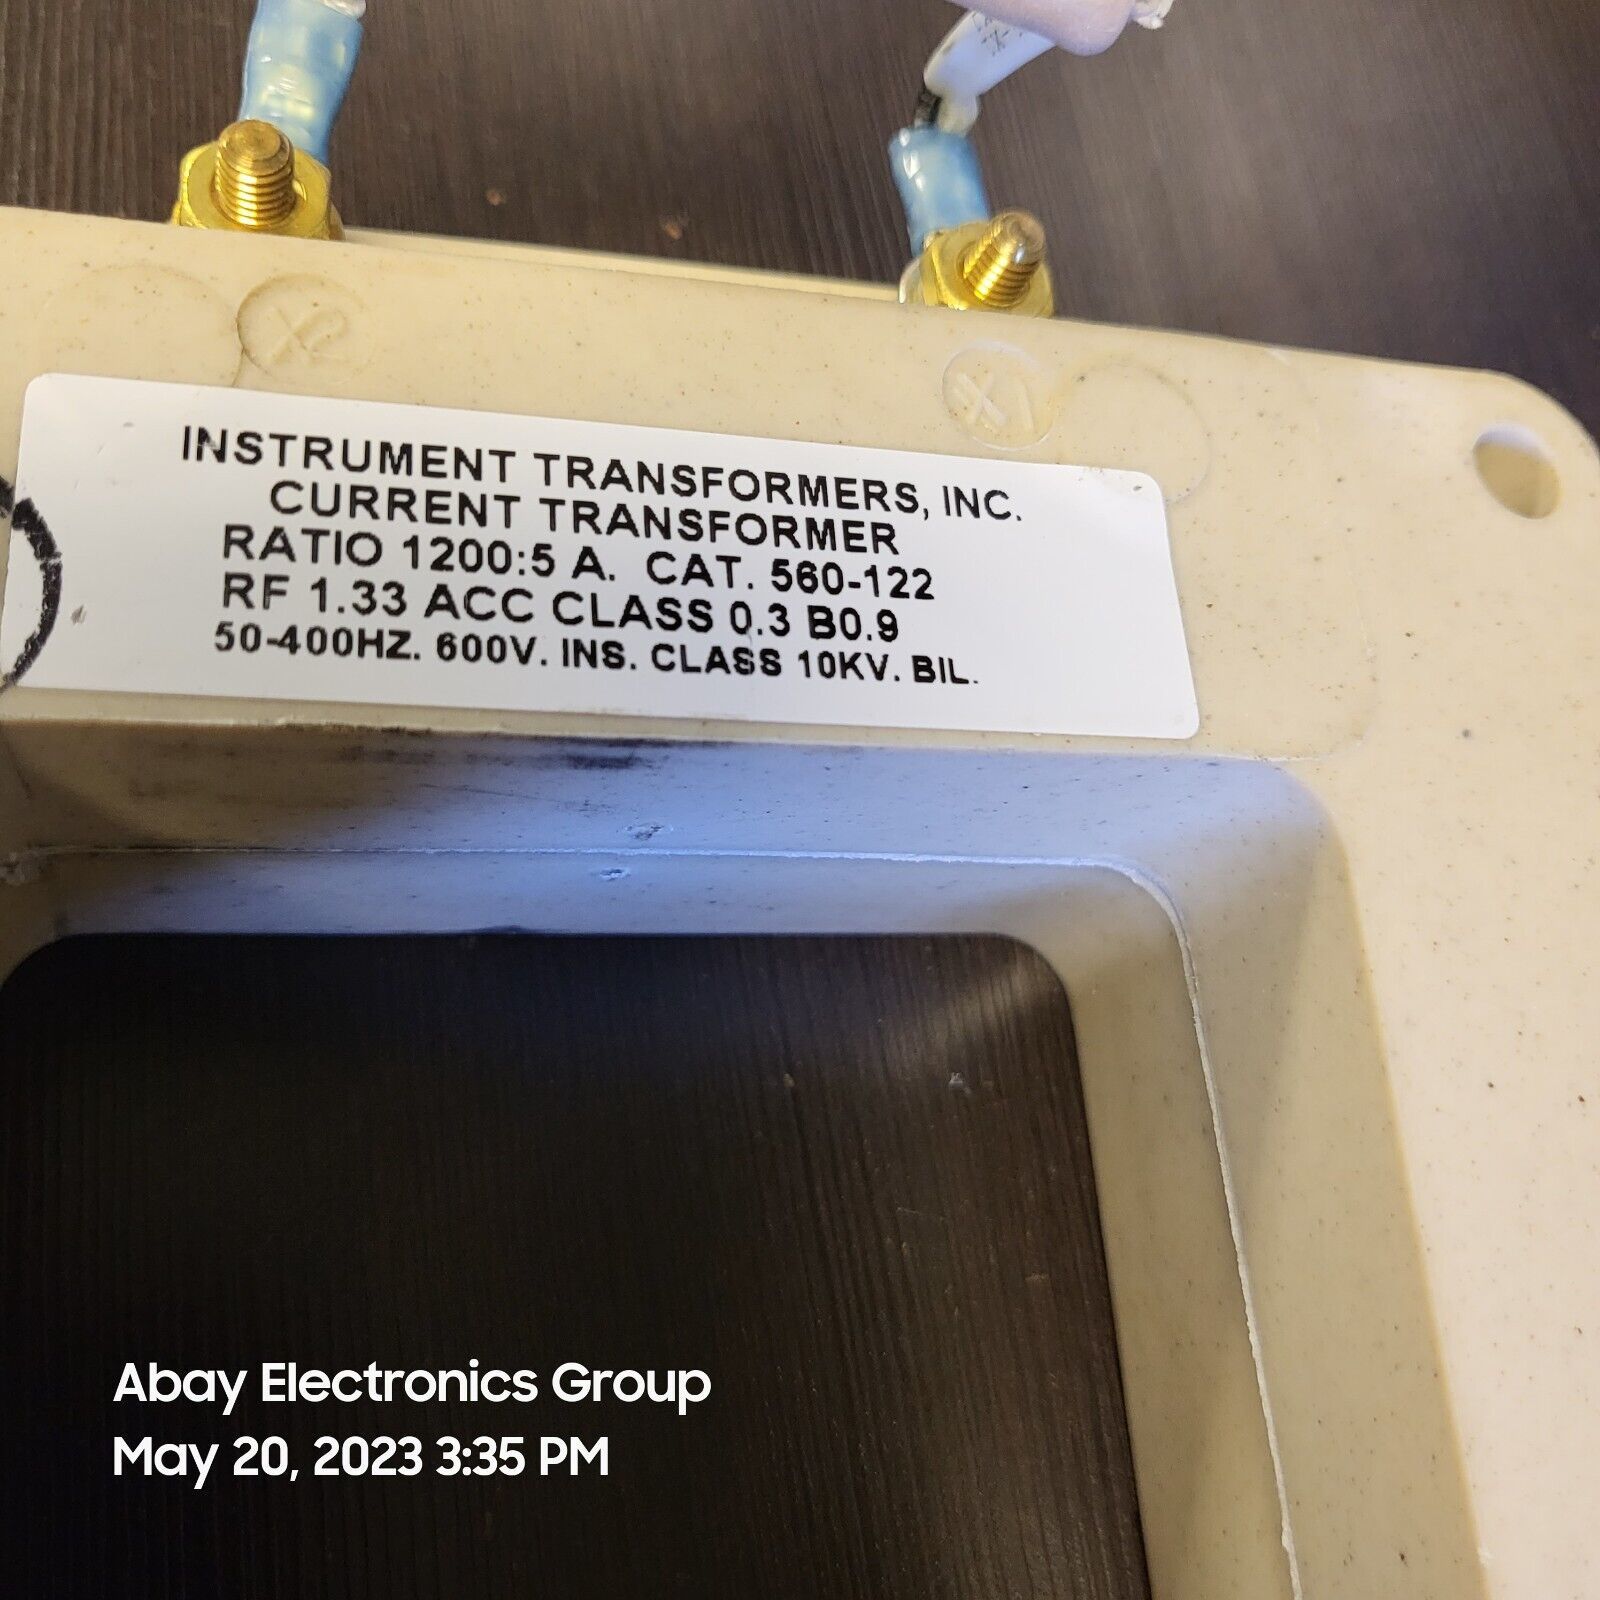 X2
X1
INSTRUMENT TRANSFORMERS, INC.
CURRENT TRANSFORMER
RATIO 1200:5 A. CAT. 560-122
RF 1.33 ACC CLASS 0.3 B0.9
50-400HZ. 600V. INS. CLASS 10KV. BIL.
Abay Electronics Group
May 20, 2023 3:35 PM